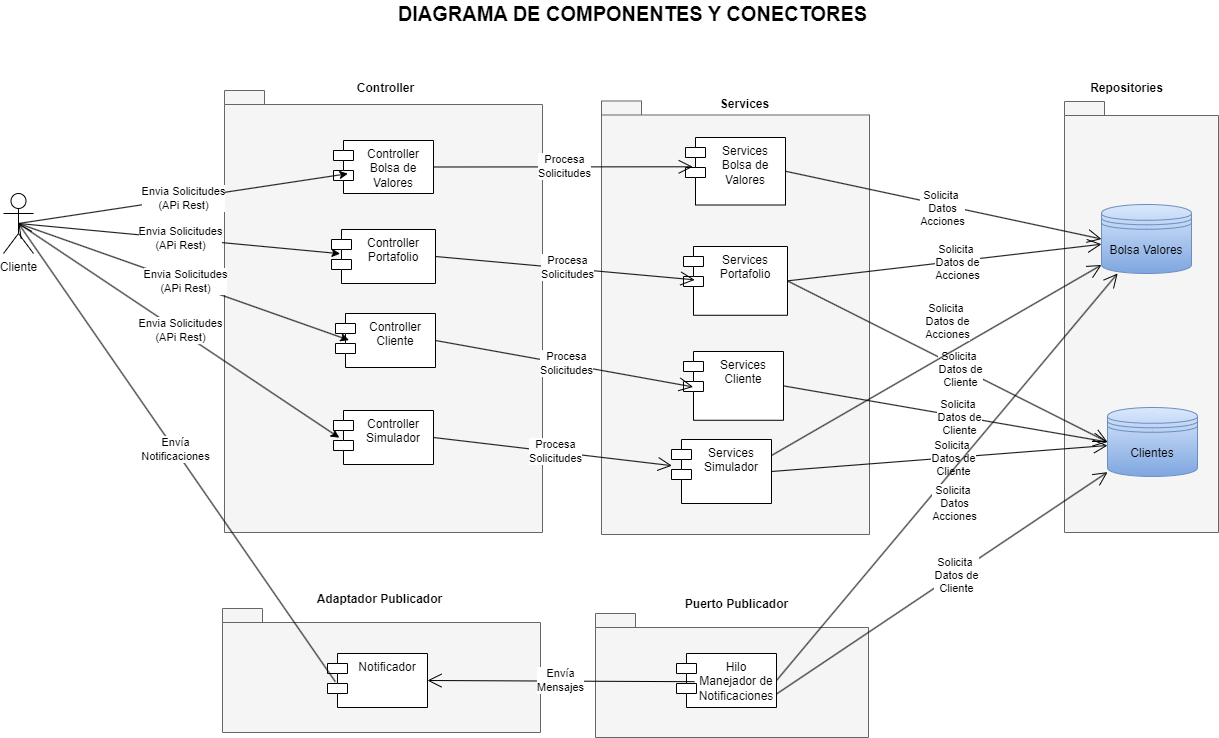 DIAGRAMA DE COMPONENTES Y CONECTORES
Controller
Services
Repositories
Controller
Bolsa de
Valores
Controller
Portafolio
Controller
Cliente
Controller
Simulador
Services
Bolsa de
Valores
Services
Portafolio
Services
Cliente
Services
Simulador
Bolsa Valores
Clientes
Cliente
Envia Solicitudes
(APi Rest)
Envia Solicitudes
(APi Rest)
Envia Solicitudes
(APi Rest)
Envia Solicitudes
(APi Rest)
Envía
Notificaciones
Procesa
Solicitudes
Procesa
Solicitudes
Procesa
Solicitudes
Procesa
Solicitudes
Solicita
Datos
Acciones
Solicita
Datos de
Acciones
Solicita
Datos de
Acciones
Solicita
Datos de
Cliente
Solicita
Datos de
Cliente
Solicita
Datos de
Cliente
Solicita
Datos
Acciones
Solicita
Datos de
Cliente
Adaptador Publicador
Puerto Publicador
Notificador
Envía
Mensajes
Hilo
Manejador de
Notificaciones